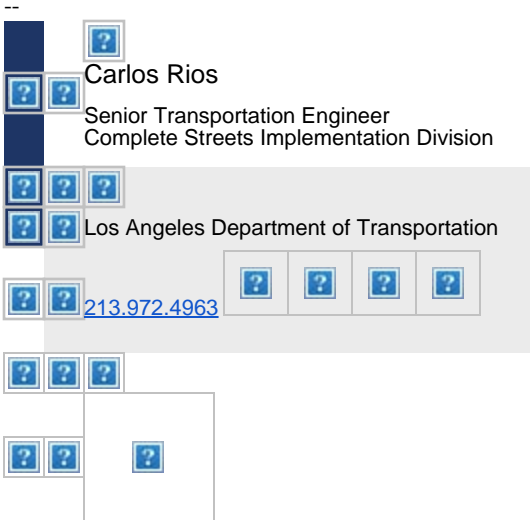 --
Carlos Rios
Senior Transportation Engineer
Complete Streets Implementation Division
Los Angeles Department of Transportation
213.972.4963